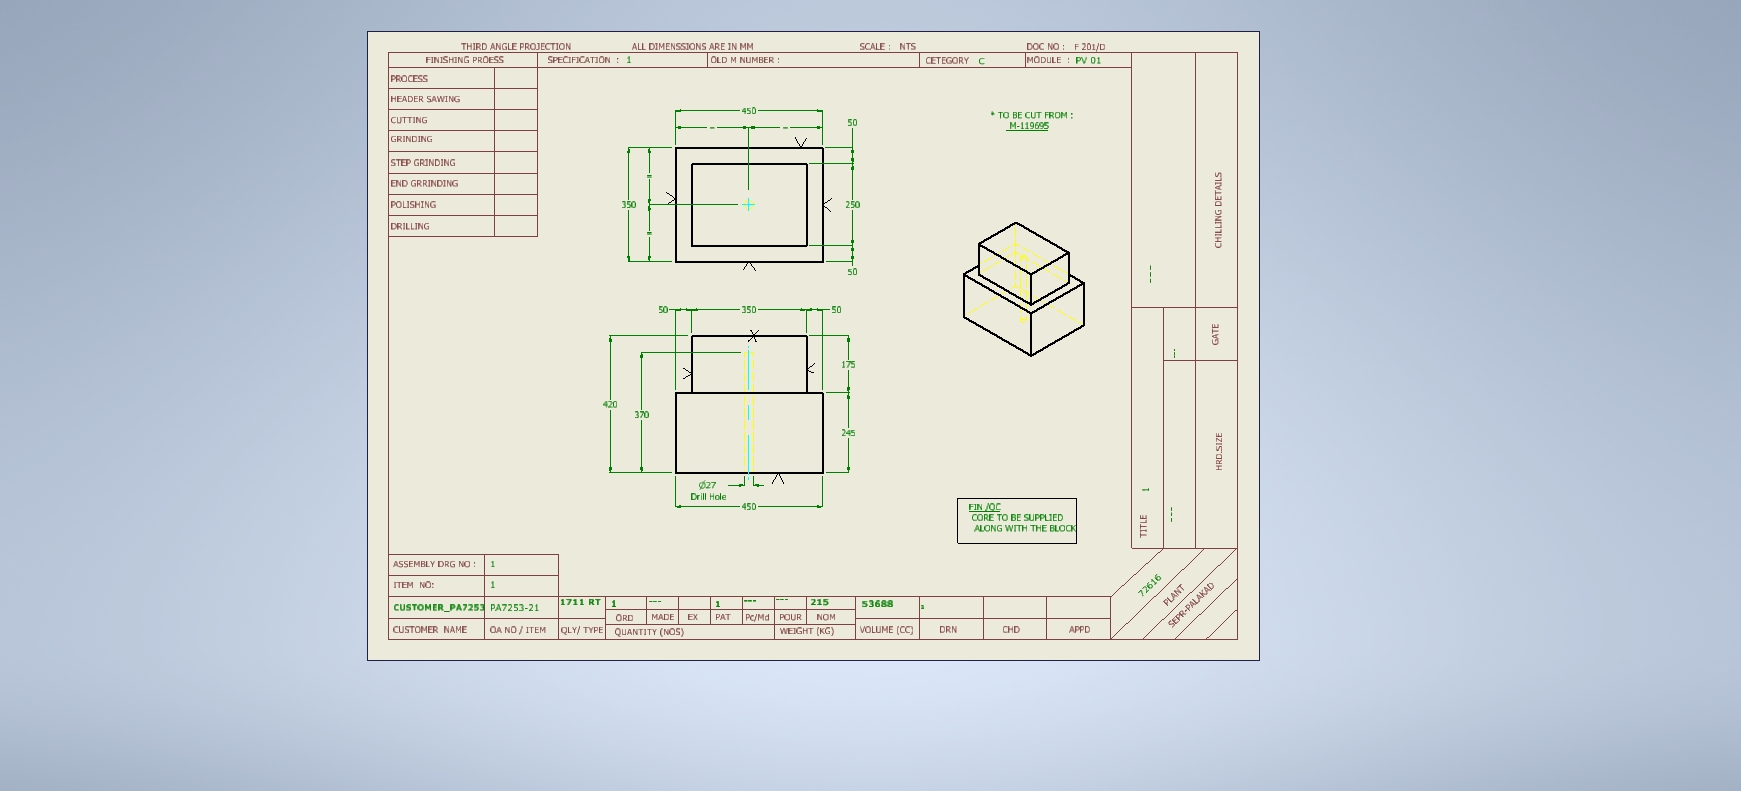 THIRD ANGLE PROJECTION ALL DIMENSSIONS ARE IN MM SCALE : NTS DOC NO : F 201/D
FINISHING PROESS SPECIFICATION : 1 OLD M NUMBER : CETEGORY C MODULE : PV 01
PROCESS
HEADER SAWING
CUTTING
GRINDING
STEP GRINDING
END GRRINDING
POLISHING
DRILLING
450
= =
50
350
=
=
250
50
* TO BE CUT FROM :
M-119695
50 350 50
175
420
370
245
Ø27
Drill Hole
450
FIN /QC
CORE TO BE SUPPLIED
ALONG WITH THE BLOCK
CHILLING DETAILS
---
GATE
---
HRD.SIZE
---
TITLE 1
72616
PLANT
SEPR-PALAKAD
ASSEMBLY DRG NO : 1
ITEM NO: 1
CUSTOMER_PA7253 PA7253-21 1711 RT 1 --- 1 --- --- 215 53688
ORD MADE EX PAT Pc/Md POUR NOM
CUSTOMER NAME OA NO / ITEM QLY/ TYPE QUANTITY (NOS) WEIGHT (KG) VOLUME (CC) DRN CHD APPD